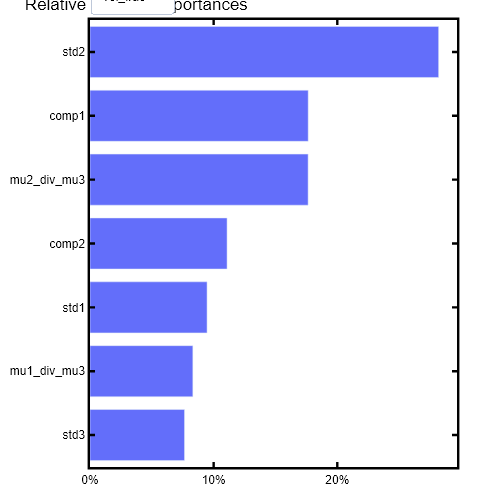 Relative portances
std2
comp1
mu2_div_mu3
comp2
std1
mu1_div_mu3
std3
0% 10% 20%